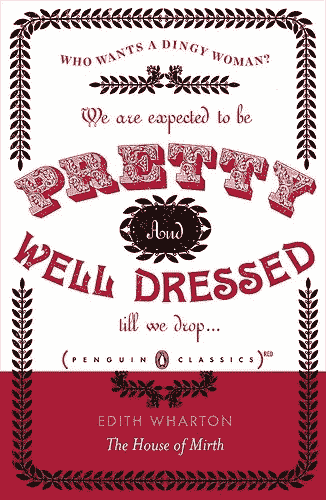 WHO WANTS A DINGY WOMAN?
We are expected to be
PRETTY
And
WELL DRESSED
till we drop...
(PENGUIN CLASSICS) RED
EDITH WHARTON
The House of Mirth